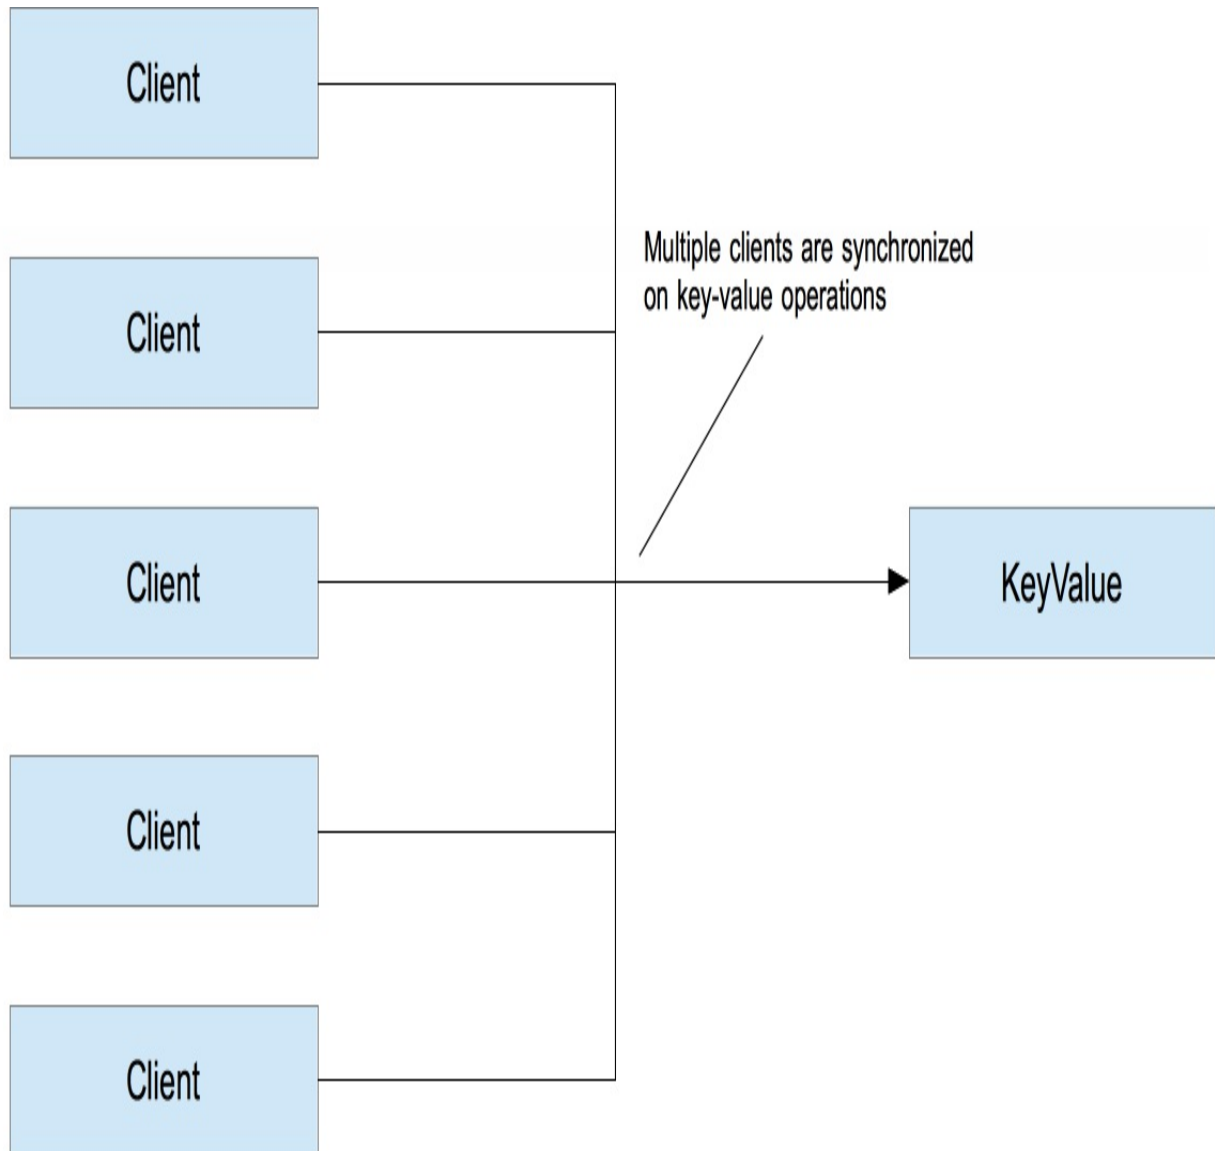 Client
Client
Multiple clients are synchronized
on key-value operations
Client
KeyValue
Client
Client